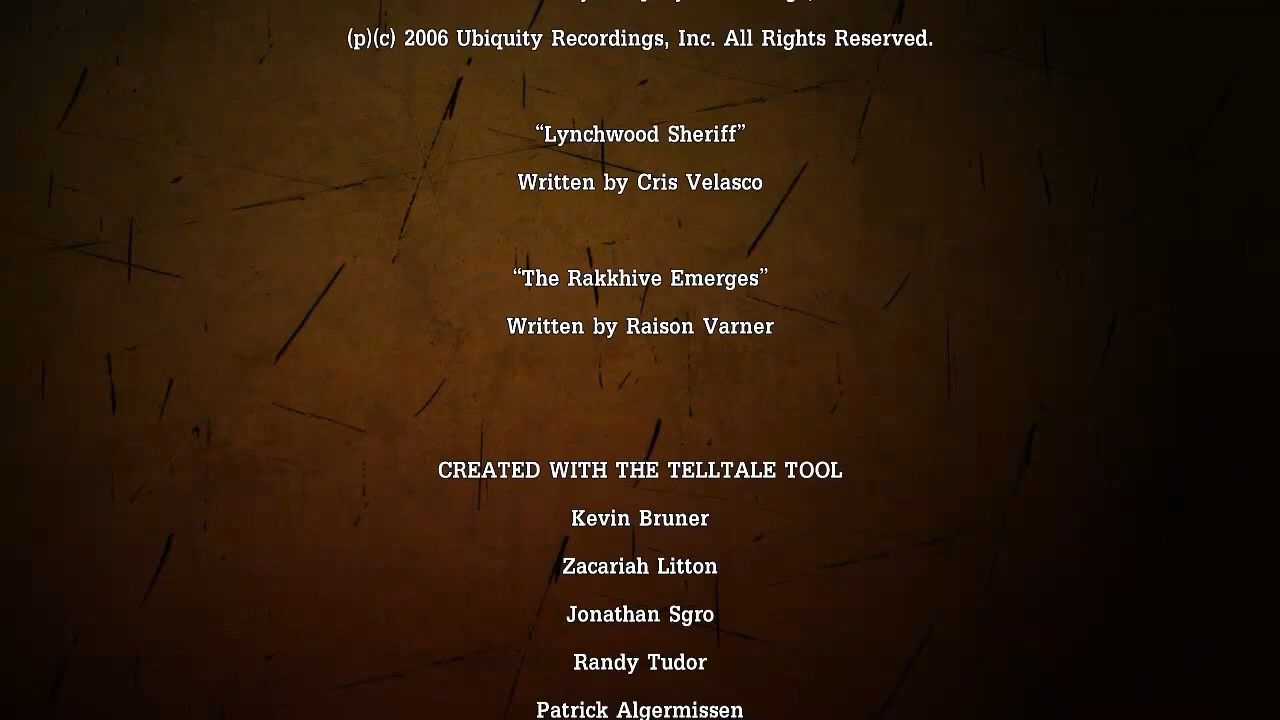 (p)(c) 2006 Ubiquity Recordings, Inc. All Rights Reserved.
“Lynchwood Sheriff”
Written by Cris Velasco
“The Rakkhive Emerges”
Written by Raison Varner
CREATED WITH THE TELLTALE TOOL
Kevin Bruner
Zacariah Litton
Jonathan Sgro
Randy Tudor
Patrick Algermissen